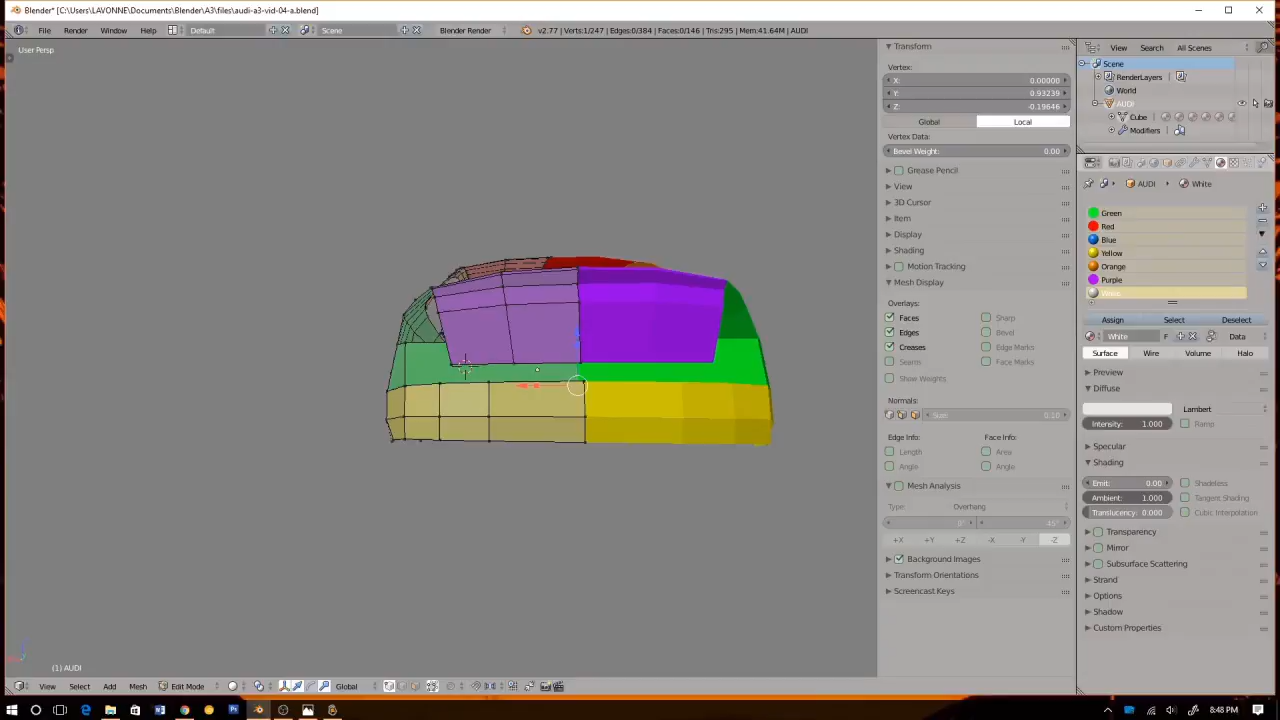 Blender* [C:\Users\LAVONNE\Documents\Blender\A3\files\audi-a3-vid-04-a.blend]
File Render Window Help Default Scene Blender Render v2.77 | Verts:1/247 | Edges:0/384 | Faces:0/146 | Tris:295 | Mem:41.64M | AUDI
User Persp
Transform
Vertex:
X: 0.00000
Y: 0.93239
Z: -0.19646
Global Local
Vertex Data:
Bevel Weight: 0.00
Grease Pencil
View
3D Cursor
Item
Display
Shading
Motion Tracking
Mesh Display
Overlays:
Faces Sharp
Edges Bevel
Creases Edge Marks
Seams Face Marks
Show Weights
Normals:
Size: 0.10
Edge Info: Face Info:
Length Area
Angle Angle
Mesh Analysis
Type: Overhang
0° 45°
+X +Y +Z -X -Y -Z
Background Images
Transform Orientations
Screencast Keys
View Search All Scenes
Scene
RenderLayers
World
AUDI
Cube
Modifiers
AUDI White
Green
Red
Blue
Yellow
Orange
Purple
White
Assign Select Deselect
White F Data
Surface Wire Volume Halo
Preview
Diffuse
Lambert
Intensity: 1.000 Ramp
Specular
Shading
Emit: 0.00 Shadeless
Ambient: 1.000 Tangent Shading
Translucency: 0.000 Cubic Interpolation
Transparency
Mirror
Subsurface Scattering
Strand
Options
Shadow
Custom Properties
(1) AUDI
View Select Add Mesh Edit Mode Global
8:48 PM